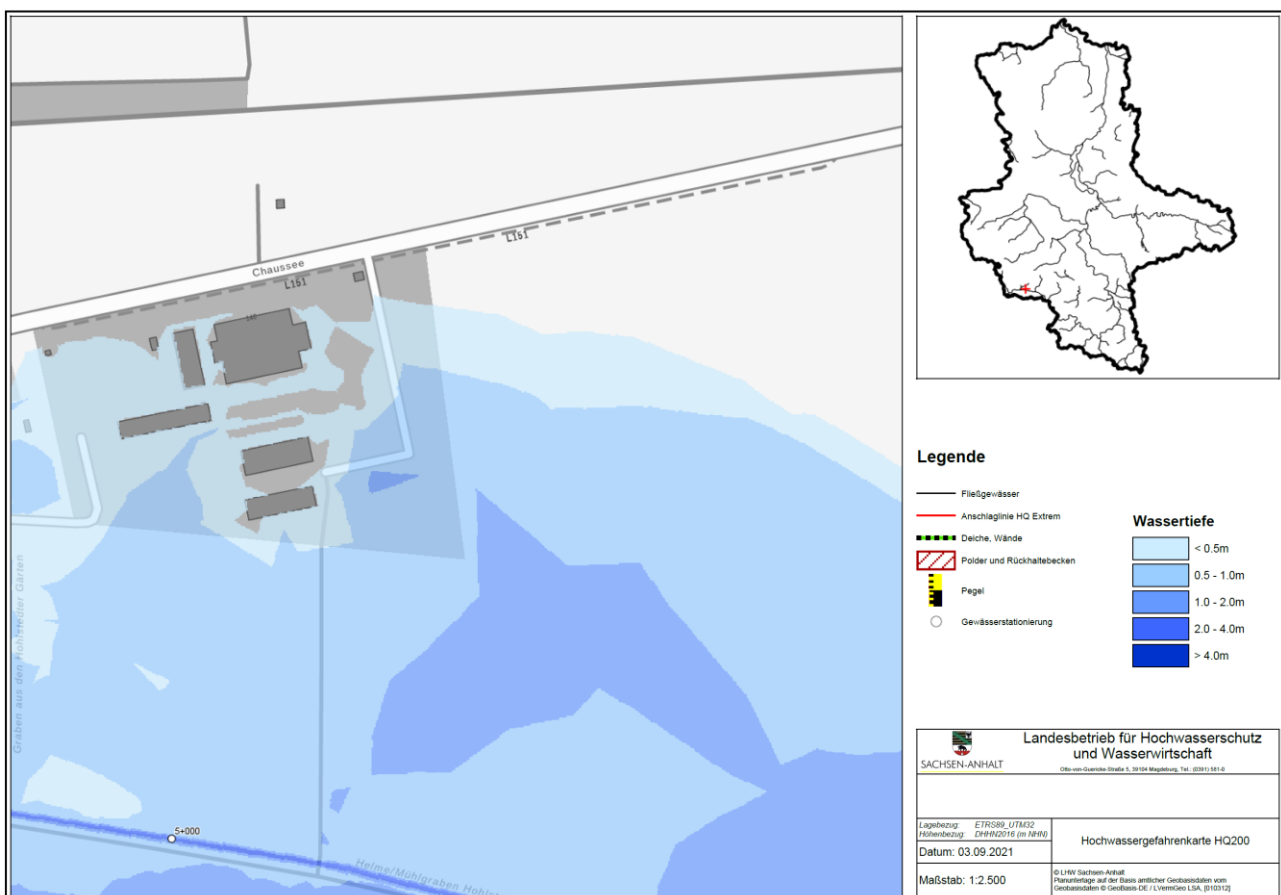 Chaussee
L161
L161
148
Graben aus den Hohlstedter Gärten
5+000
Helme/Mühlgraben Hohls
Legende
Fließgewässer
Anschlaglinie HQ Extrem
Deiche, Wände
Polder und Rückhaltebecken
Pegel
Gewässerstationierung
Wassertiefe
< 0.5m
0.5 - 1.0m
1.0 - 2.0m
2.0 - 4.0m
> 4.0m
SACHSEN-ANHALT
Landesbetrieb für Hochwasserschutz
und Wasserwirtschaft
Otto-von-Guericke-Straße 5, 39104 Magdeburg, Tel.: (0391) 581-0
Lagebezug: ETRS89_UTM32
Höhenbezug: DHHN2016 (m NHN)
Datum: 03.09.2021
Maßstab: 1:2.500
Hochwassergefahrenkarte HQ200
© LHW Sachsen-Anhalt
Planunterlage auf der Basis amtlicher Geobasisdaten vom
Geobasisdaten © GeoBasis-DE / LVermGeo LSA, [010312]